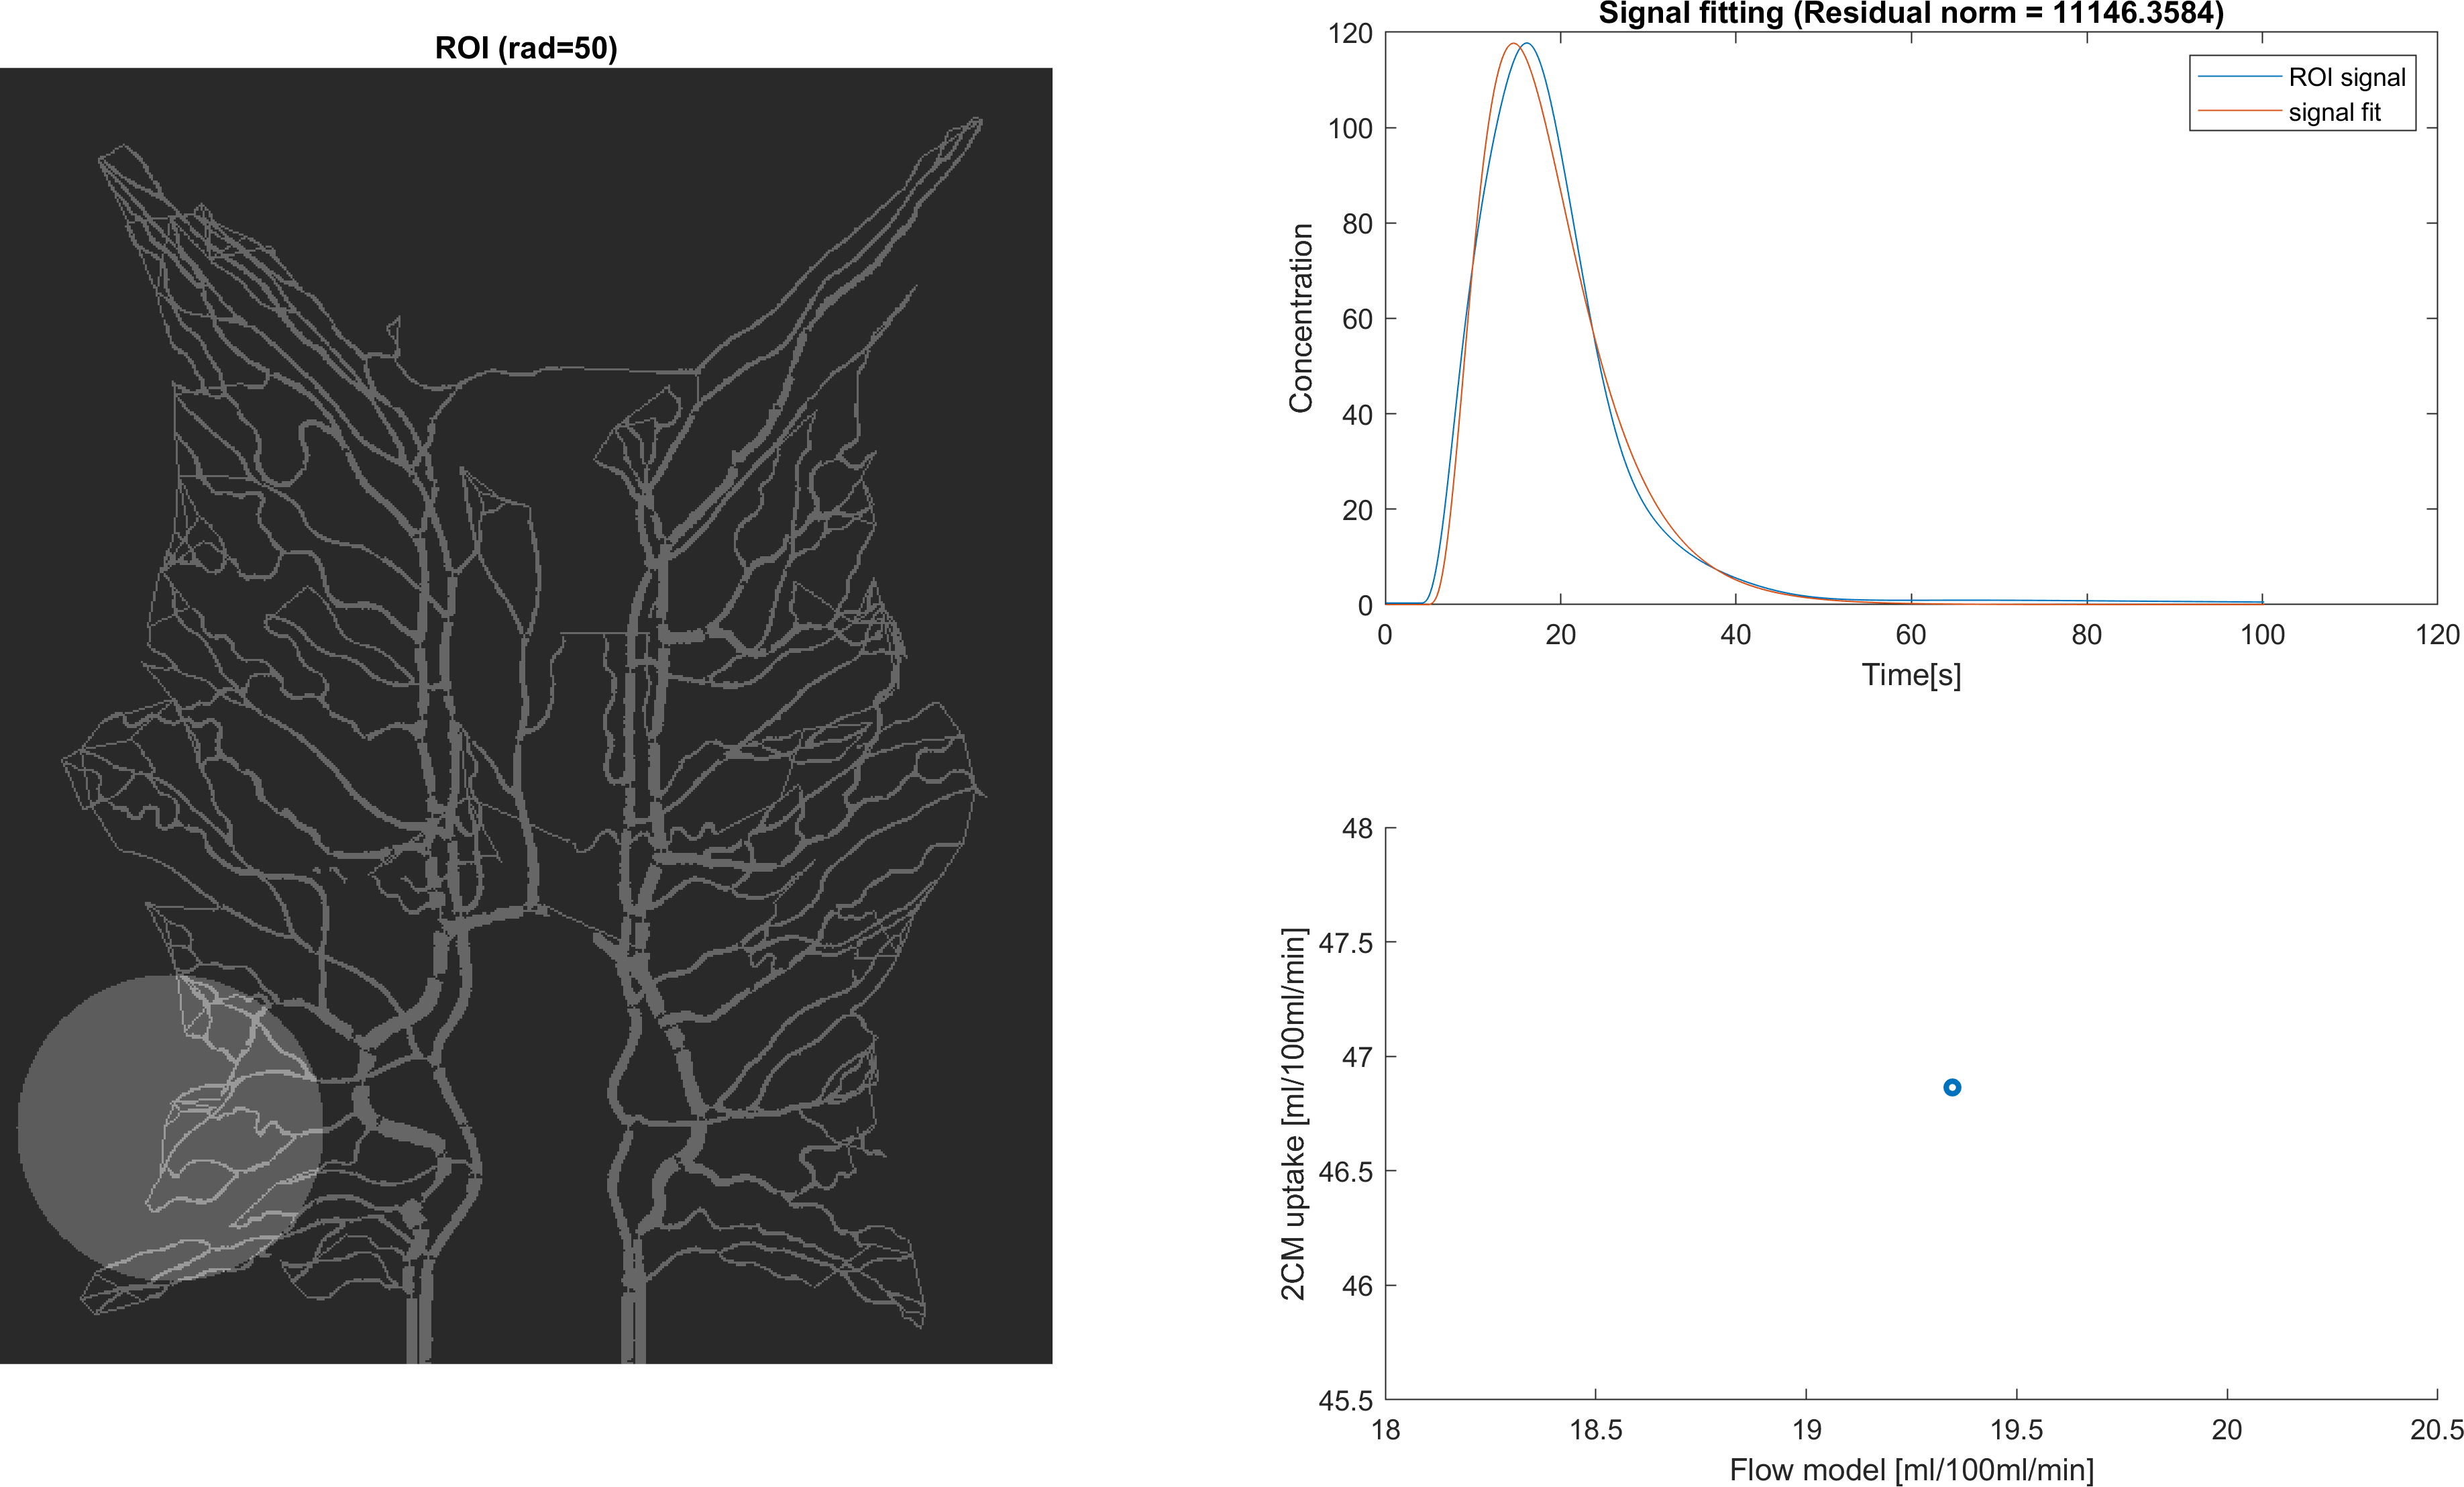 ROI (rad=50)
Signal fitting (Residual norm = 11146.3584)
120
100
80
60
40
20
0
Concentration
ROI signal
signal fit
0 20 40 60 80 100 120
Time[s]
48
47.5
47
46.5
46
45.5
2CM uptake [ml/100ml/min]
18 18.5 19 19.5 20 20.5
Flow model [ml/100ml/min]